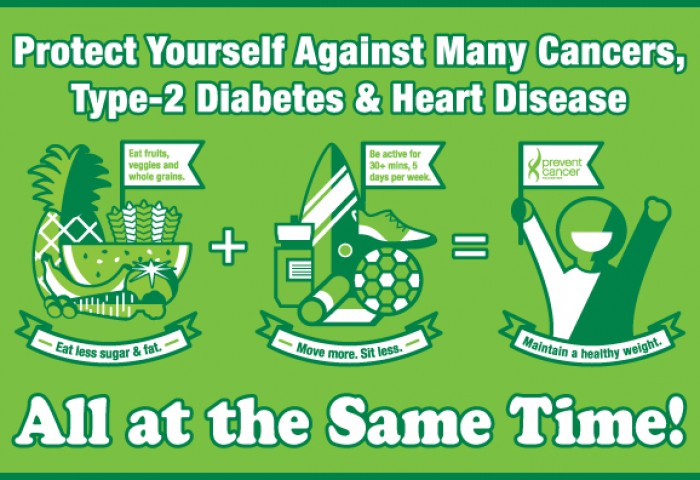 Protect Yourself Against Many Cancers,
Type-2 Diabetes & Heart Disease
Eat fruits,
veggies and
whole grains.
Eat less sugar & fat.
Be active for
30+ mins, 5
days per week.
Move more. Sit less.
prevent
cancer
Maintain a healthy weight.
All at the Same Time!